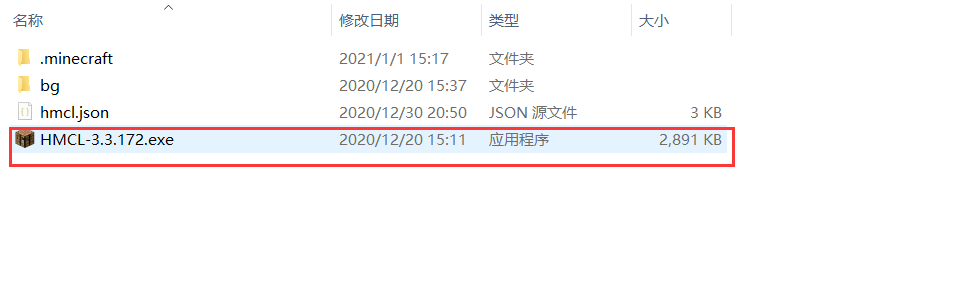 名称 修改日期 类型 大小
.minecraft 2021/1/1 15:17 文件夹
bg 2020/12/20 15:37 文件夹
hmcl.json 2020/12/30 20:50 JSON 源文件 3 KB
HMCL-3.3.172.exe 2020/12/20 15:11 应用程序 2,891 KB